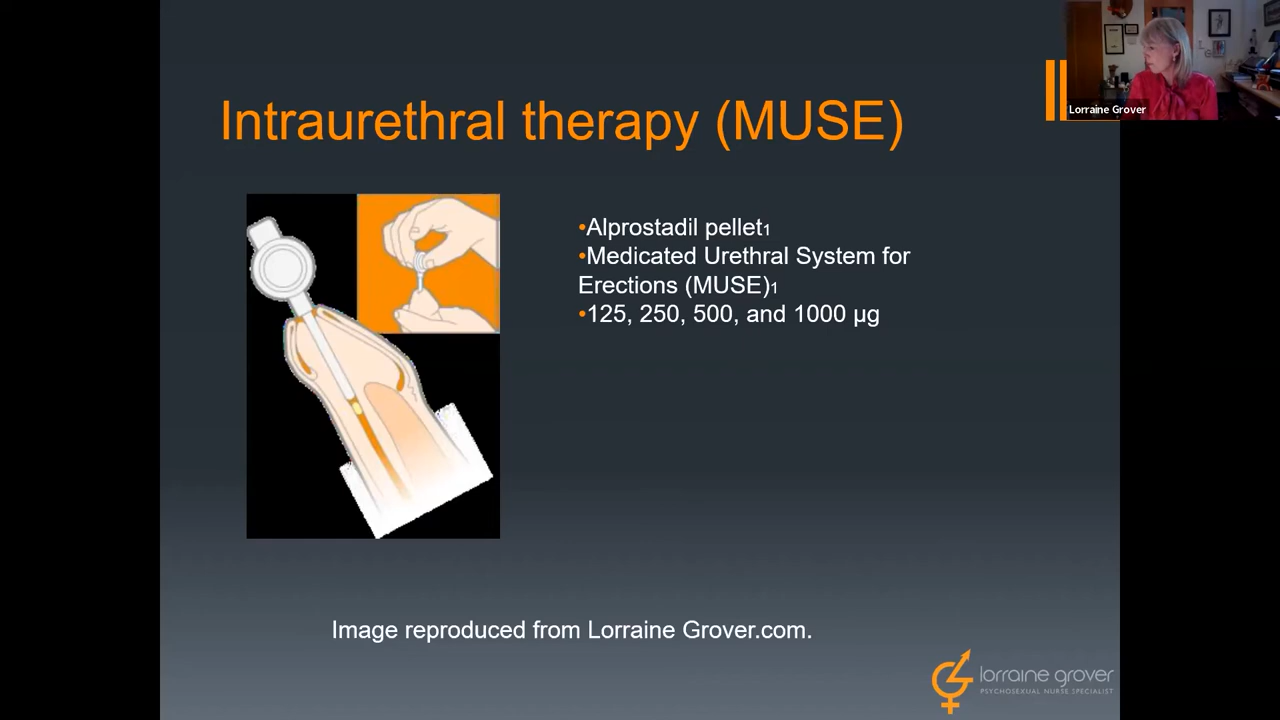 Intraurethral therapy (MUSE)
Lorraine Grover
•Alprostadil pellet1
•Medicated Urethral System for
Erections (MUSE)1
•125, 250, 500, and 1000 µg
Image reproduced from Lorraine Grover.com.
lorraine grover
PSYCHOSEXUAL NURSE SPECIALIST